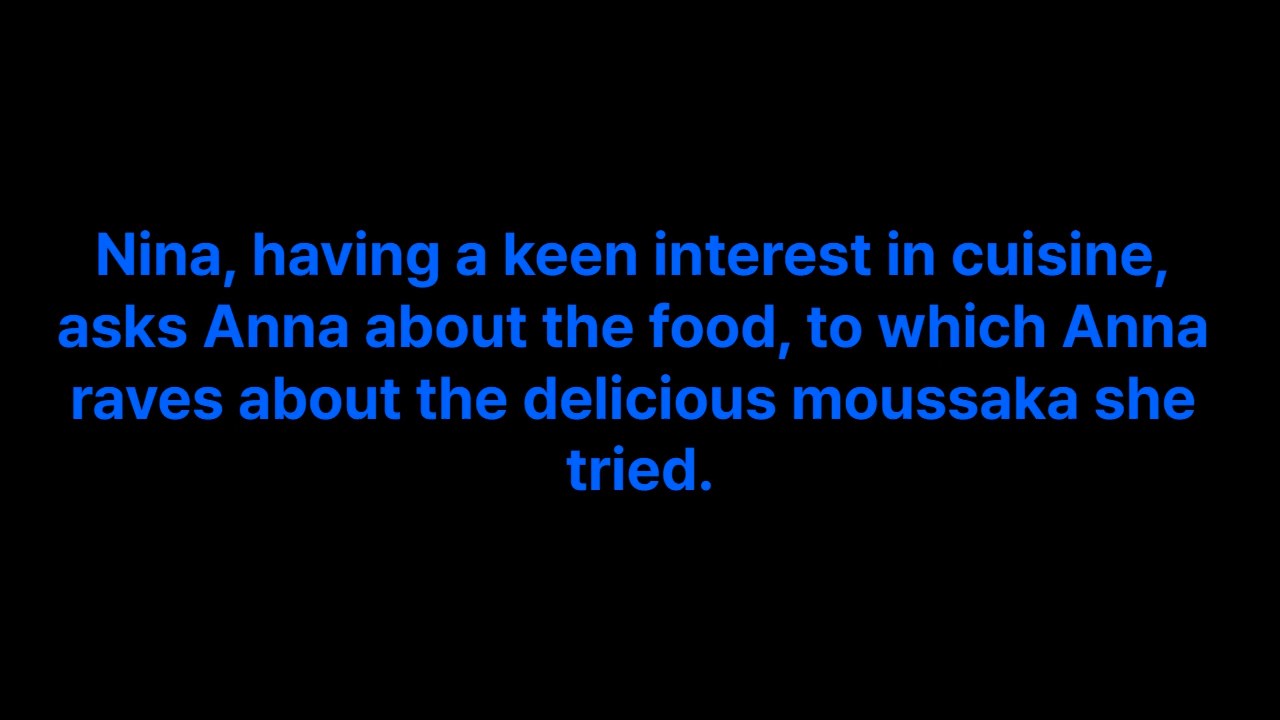 Nina, having a keen interest in cuisine,
asks Anna about the food, to which Anna
raves about the delicious moussaka she
tried.